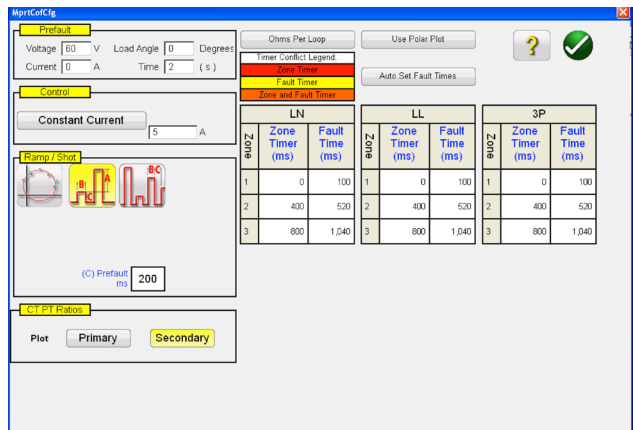 MprtCofCfg
Prefault
Voltage 60 V Load Angle 0 Degrees
Current 0 A Time 2 ( s )
Control
Constant Current
5 A
Ramp / Shot
B C A
B C
(C) Prefault ms 200
CT PT Ratios
Plot Primary Secondary
Ohms Per Loop
Use Polar Plot
Timer Conflict Legend:
Zone Timer
Fault Timer
Zone and Fault Timer
Auto Set Fault Times
?
LN LL 3P
Zone Zone Timer (ms) Fault Time (ms) Zone Zone Timer (ms) Fault Time (ms) Zone Zone Timer (ms) Fault Time (ms)
1 0 100 1 0 100 1 0 100
2 400 520 2 400 520 2 400 520
3 800 1,040 3 800 1,040 3 800 1,040